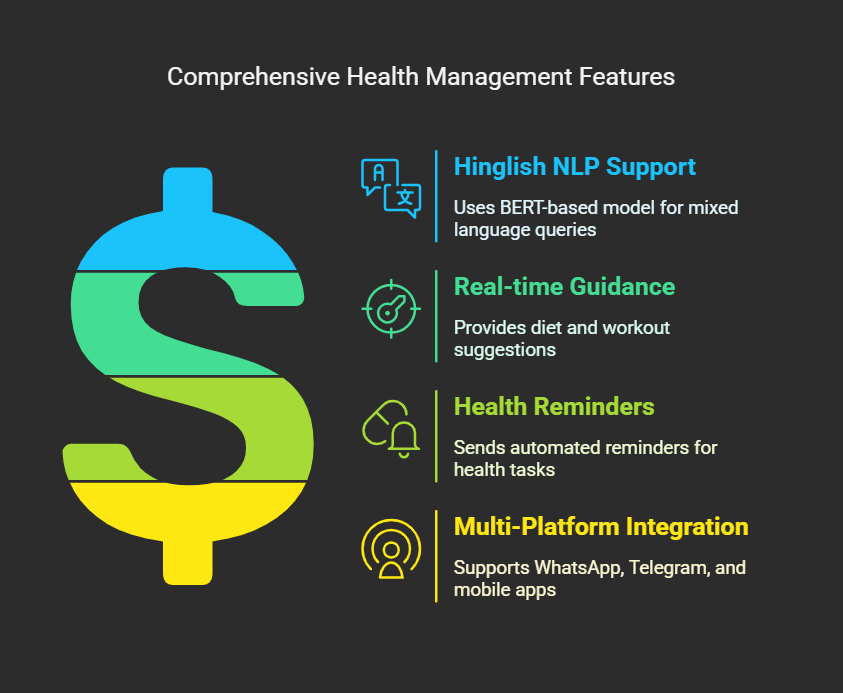 Comprehensive Health Management Features
A
文
Hinglish NLP Support
Uses BERT-based model for mixed
language queries
Real-time Guidance
Provides diet and workout
suggestions
Health Reminders
Sends automated reminders for
health tasks
Multi-Platform Integration
Supports WhatsApp, Telegram, and
mobile apps